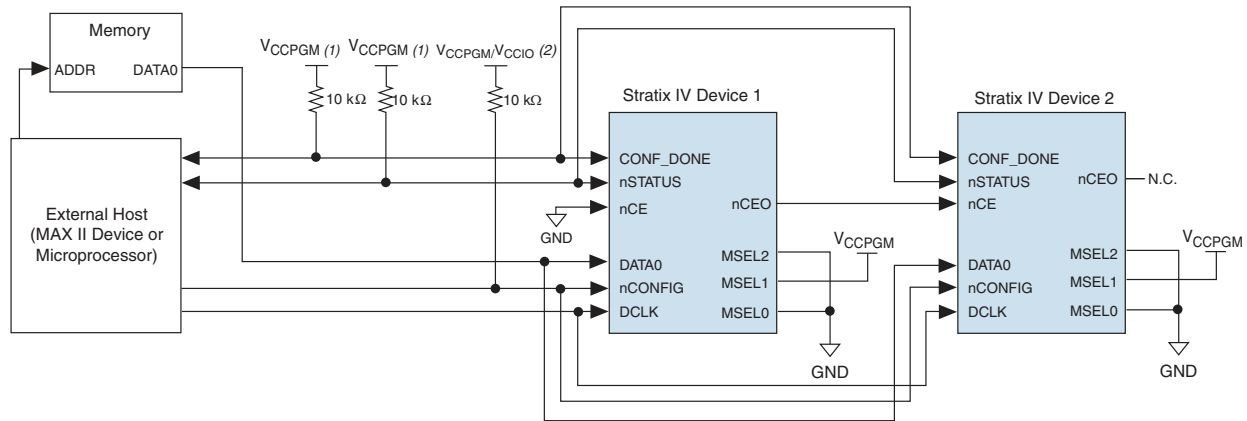 Memory
ADDR DATA0
VCCPGM (1) VCCPGM (1) VCCPGM/VCCIO (2)
10 kΩ 10 kΩ 10 kΩ
External Host
(MAX II Device or
Microprocessor)
GND
Stratix IV Device 1
CONF_DONE
nSTATUS
nCE
nCEO
DATA0
nCONFIG
DCLK
MSEL2
MSEL1
MSEL0
VCCPGM
GND
Stratix IV Device 2
CONF_DONE
nSTATUS
nCE
nCEO
N.C.
DATA0
nCONFIG
DCLK
MSEL2
MSEL1
MSEL0
VCCPGM
GND